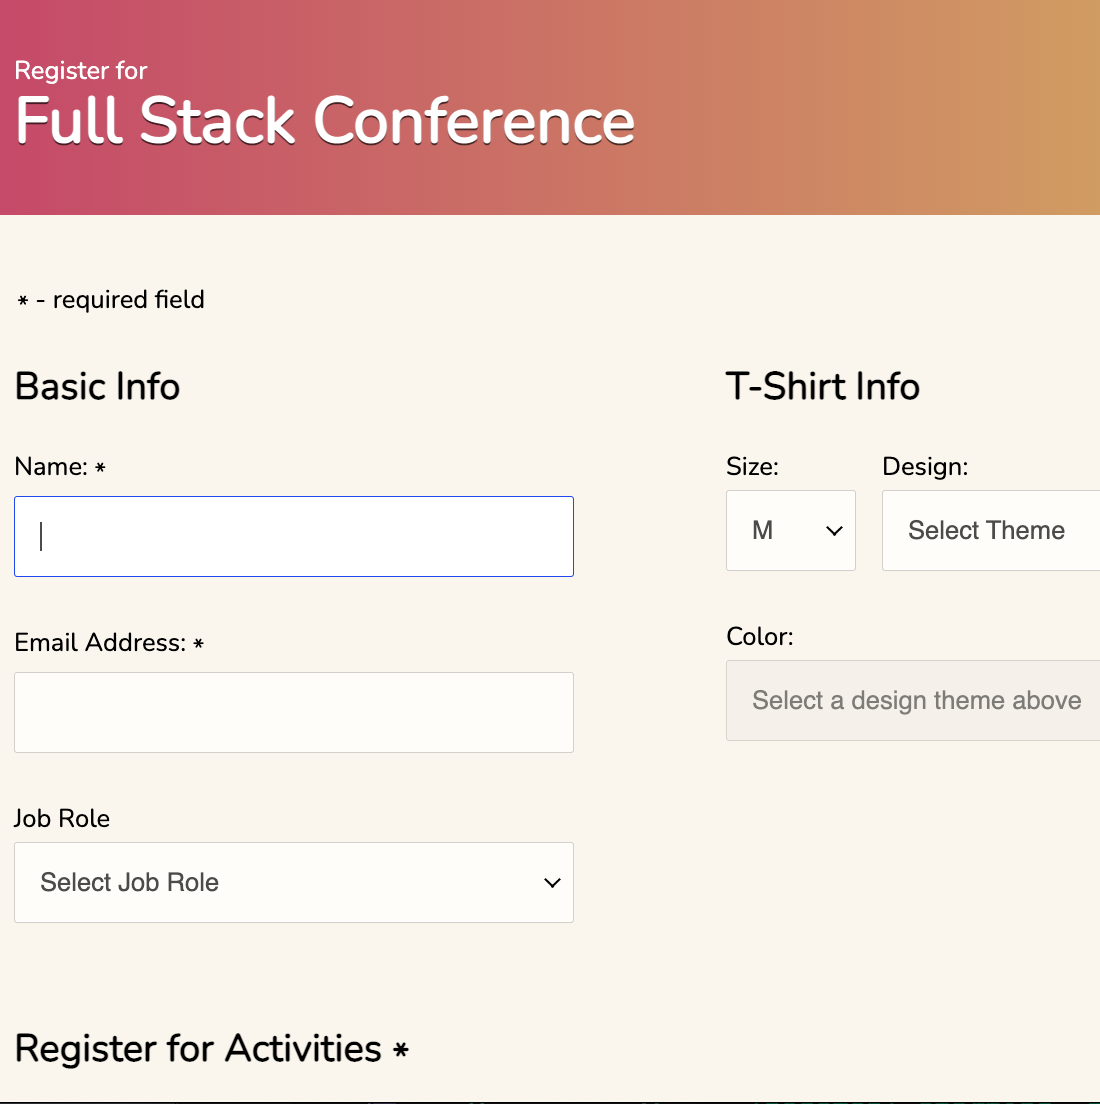 Register for
Full Stack Conference
* - required field
Basic Info
Name: *
Email Address: *
Job Role
Select Job Role
T-Shirt Info
Size:
M
Design:
Select Theme
Color:
Select a design theme above
Register for Activities *